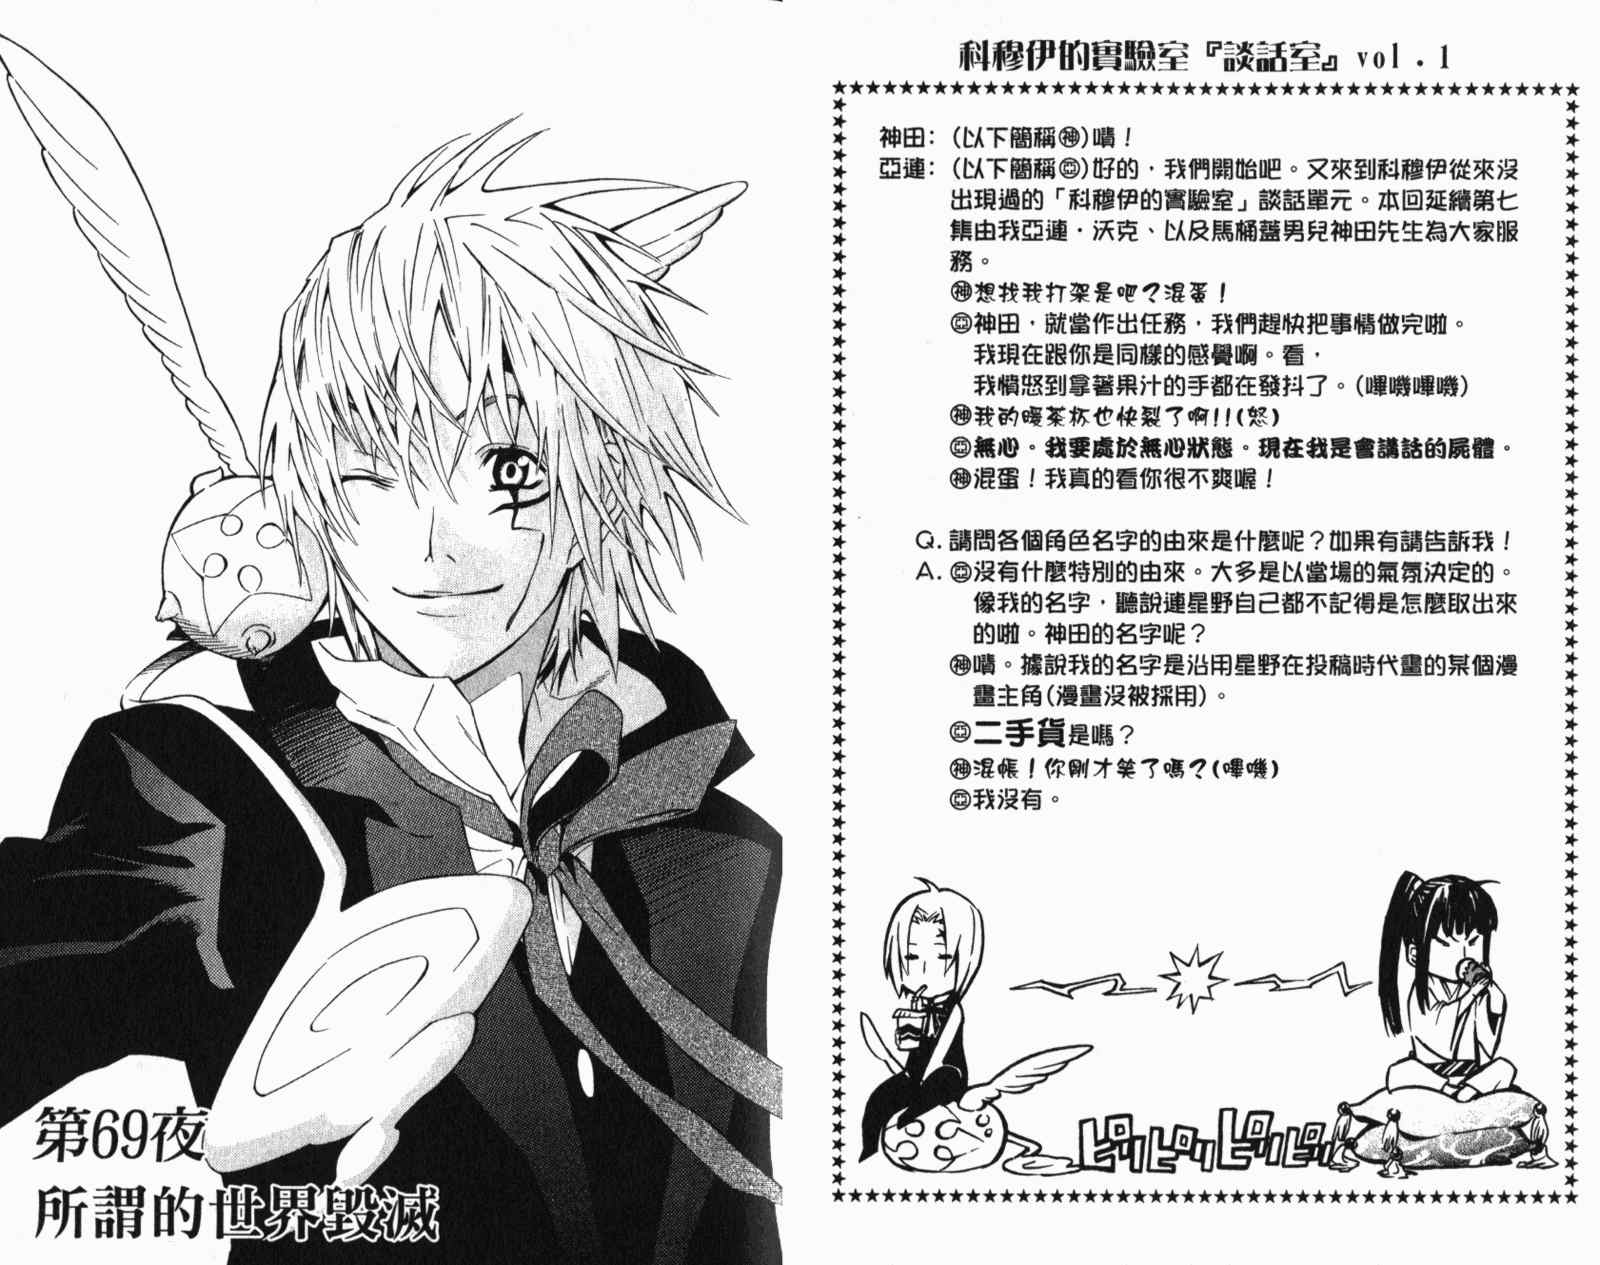 科穆伊的實驗室『談話室』vol．1
神田：(以下簡稱神)嘖！
亞連：(以下簡稱亞)好的，我們開始吧。又來到科穆伊從來沒
出現過的「科穆伊的實驗室」談話單元。本回延續第七
集由我亞連．沃克、以及馬桶蓋男兒神田先生為大家服
務。
神想找我打架是吧？混蛋！
亞神田，就當作出任務，我們趕快把事情做完啦。
我現在跟你是同樣的感覺啊。看，
我憤怒到拿著果汁的手都在發抖了。(嗶嘰嗶嘰)
神我的暖茶杯也快裂了啊!!(怒)
亞無心。我要處於無心狀態。現在我是會講話的屍體。
神混蛋！我真的看你很不爽喔！
Q.請問各個角色名字的由來是什麼呢？如果有請告訴我！
A.亞沒有什麼特別的由來。大多是以當場的氣氛決定的。
像我的名字，聽說連星野自己都不記得是怎麼取出來
的啦。神田的名字呢？
神嘖。據說我的名字是沿用星野在投稿時代畫的某個漫
畫主角(漫畫沒被採用)。
亞二手貨是嗎？
神混帳！你剛才笑了嗎？(嗶嘰)
亞我沒有。
ピリピリピリピリ
第69夜
所謂的世界毀滅